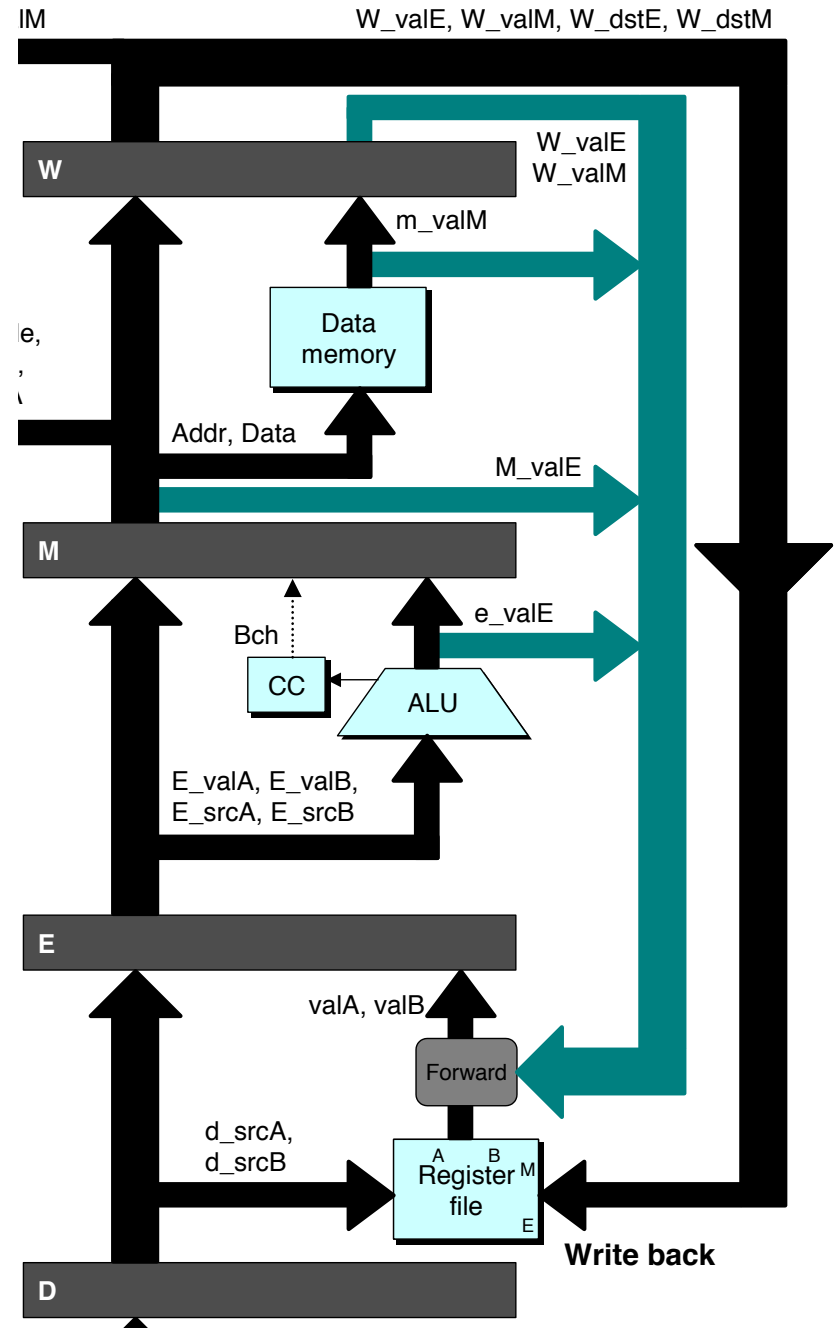 lM
W_valE, W_valM, W_dstE, W_dstM
W_valE
W_valM
W
m_valM
Data
memory
e,
,
Addr, Data
M_valE
M
e_valE
Bch
CC
ALU
E_valA, E_valB,
E_srcA, E_srcB
E
valA, valB
Forward
d_srcA,
d_srcB
A B
Register M
file
E
Write back
D